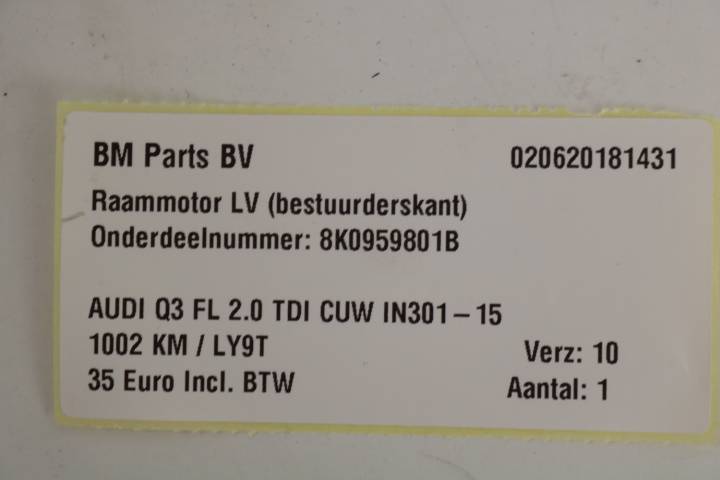 BM Parts BV 020620181431
Raammotor LV (bestuurderskant)
Onderdeelnummer: 8K0959801B
AUDI Q3 FL 2.0 TDI CUW IN301-15
1002 KM / LY9T Verz: 10
35 Euro Incl. BTW Aantal: 1